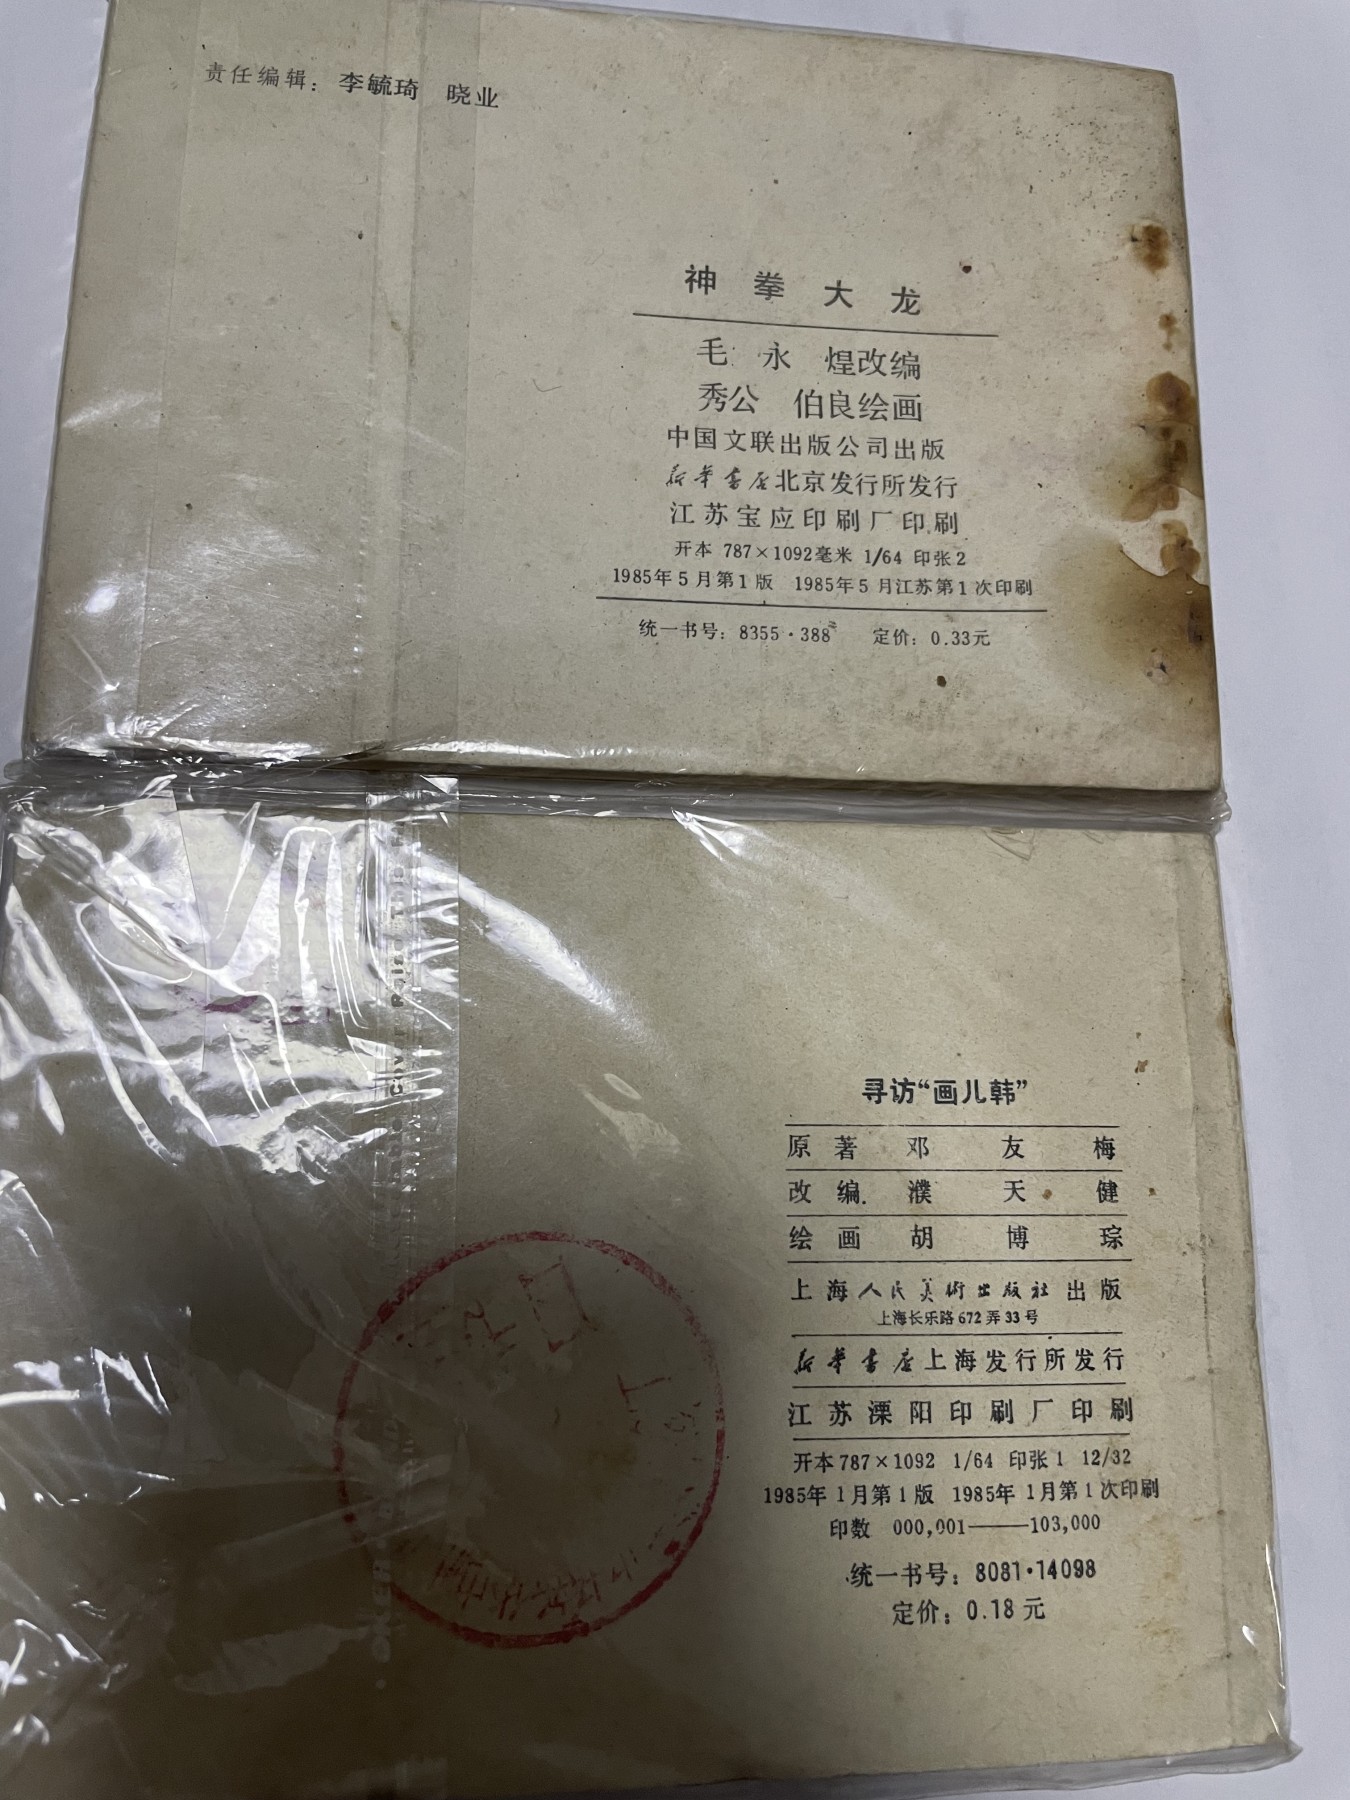 责任编辑：李毓琦　晓业
神拳大龙
毛永煌改编
秀公　伯良绘画
中国文联出版公司出版
新华书店北京发行所发行
江苏宝应印刷厂印刷
开本 787×1092毫米 1/64 印张2
1985年5月第1版　1985年5月江苏第1次印刷
统一书号：8355·388　定价：0.33元
寻访“画儿韩”
原著　邓友梅
改编　濮天健
绘画　胡博琮
上海人民美術出版社出版
上海长乐路672弄33号
新华书店上海发行所发行
江苏溧阳印刷厂印刷
开本787×1092　1/64　印张1　12/32
1985年1月第1版　1985年1月第1次印刷
印数　000,001——103,000
统一书号：8081·14098
定价：0.18元